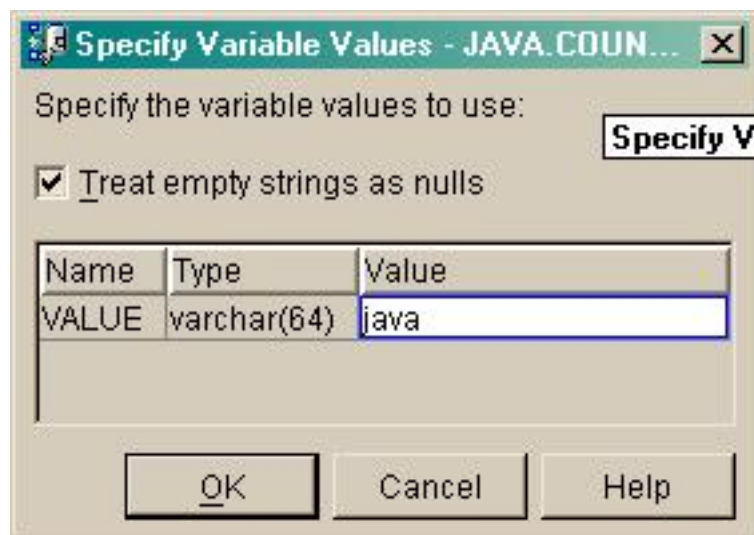 Specify Variable Values - JAVA.COUN...
Specify the variable values to use:
Specify V
Treat empty strings as nulls
Name Type Value
VALUE varchar(64) java
OK Cancel Help